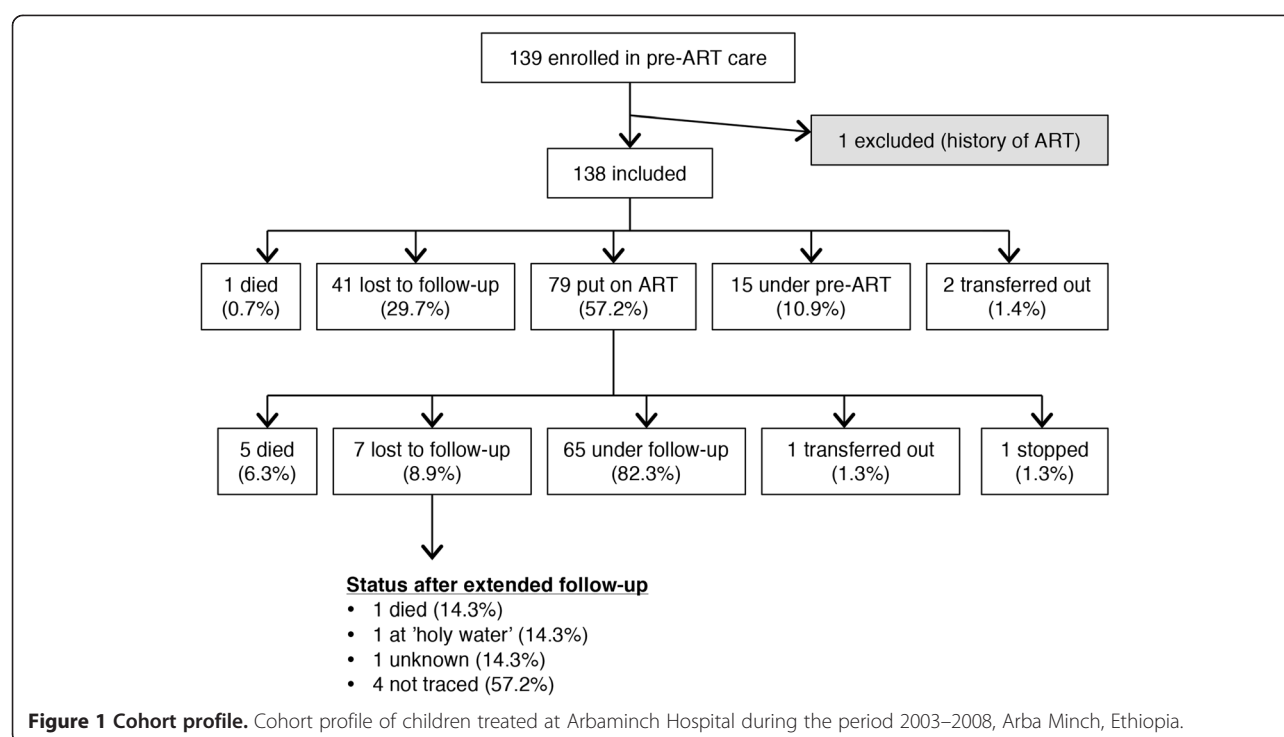 139 enrolled in pre-ART care
1 excluded (history of ART)
138 included
1 died
(0.7%)
41 lost to follow-up
(29.7%)
79 put on ART
(57.2%)
15 under pre-ART
(10.9%)
2 transferred out
(1.4%)
5 died
(6.3%)
7 lost to follow-up
(8.9%)
65 under follow-up
(82.3%)
1 transferred out
(1.3%)
1 stopped
(1.3%)
Status after extended follow-up
• 1 died (14.3%)
• 1 at ’holy water’ (14.3%)
• 1 unknown (14.3%)
• 4 not traced (57.2%)
Figure 1 Cohort profile. Cohort profile of children treated at Arbaminch Hospital during the period 2003–2008, Arba Minch, Ethiopia.